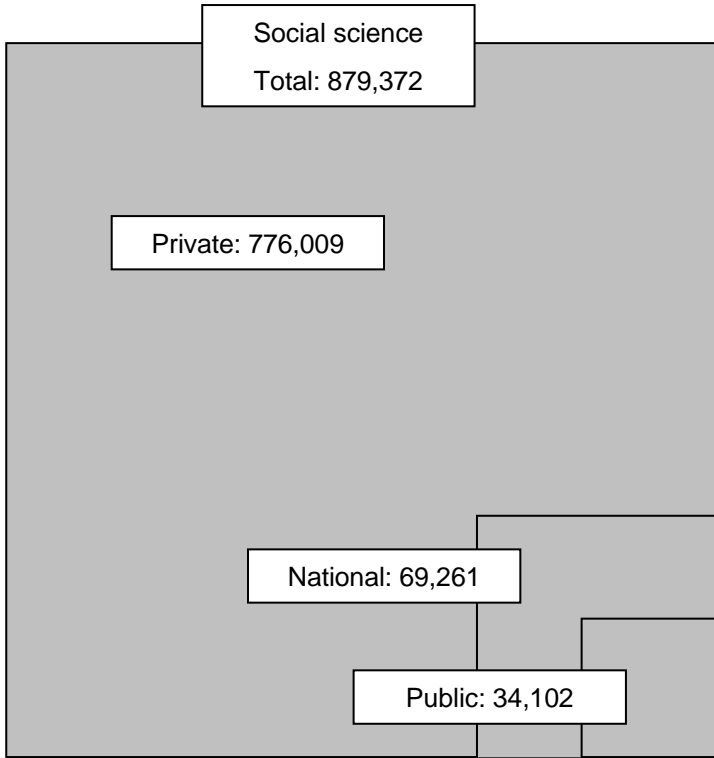 Social science
Total: 879,372
Private: 776,009
National: 69,261
Public: 34,102